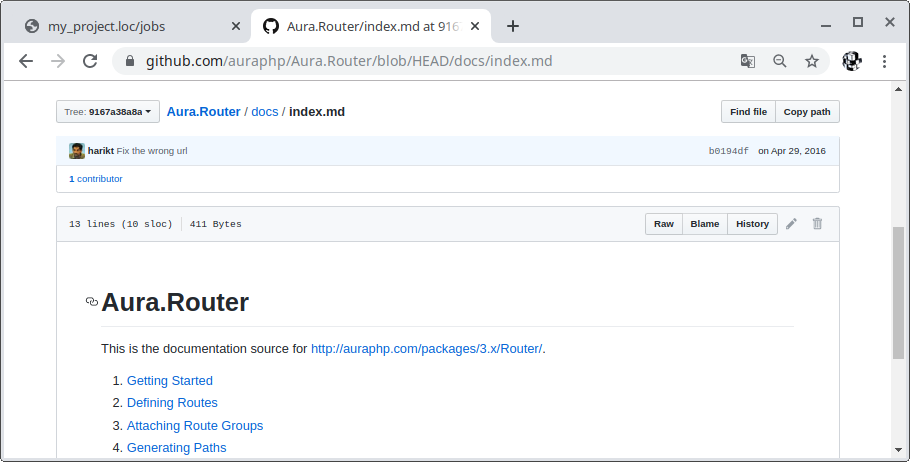 my_project.loc/jobs
Aura.Router/index.md at 916
github.com/auraphp/Aura.Router/blob/HEAD/docs/index.md
Tree: 9167a38a8a Aura.Router / docs / index.md Find file Copy path
harikt Fix the wrong url b0194df on Apr 29, 2016
1 contributor
13 lines (10 sloc) 411 Bytes Raw Blame History
Aura.Router
This is the documentation source for http://auraphp.com/packages/3.x/Router/.
1. Getting Started
2. Defining Routes
3. Attaching Route Groups
4. Generating Paths